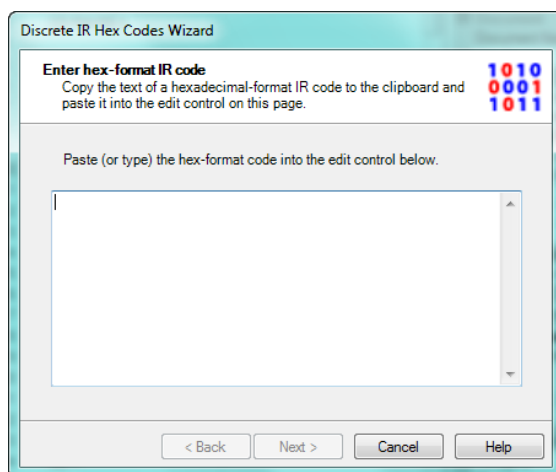 Discrete IR Hex Codes Wizard
Enter hex-format IR code
Copy the text of a hexadecimal-format IR code to the clipboard and
paste it into the edit control on this page.
1010
0001
1011
Paste (or type) the hex-format code into the edit control below.
< Back Next > Cancel Help